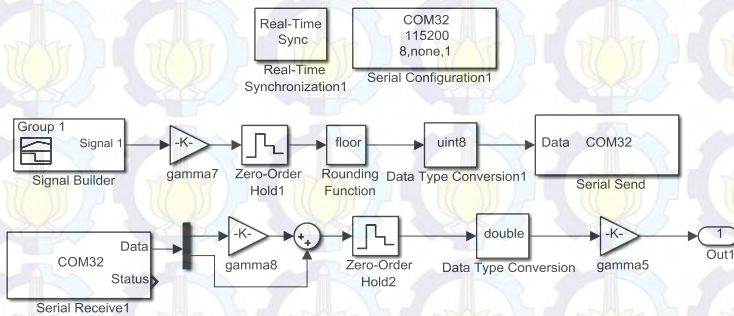 Real-Time
Sync
Real-Time
Synchronization1
COM32
115200
8,none,1
Serial Configuration1
Group 1
Signal 1
Signal Builder
-K-
gamma7
Zero-Order
Hold1
floor
Rounding
Function
uint8
Data Type Conversion1
Data
COM32
Serial Send
COM32
Data
Status
Serial Receive1
-K-
gamma8
+
+
Zero-Order
Hold2
double
Data Type Conversion
-K-
gamma5
1
Out1